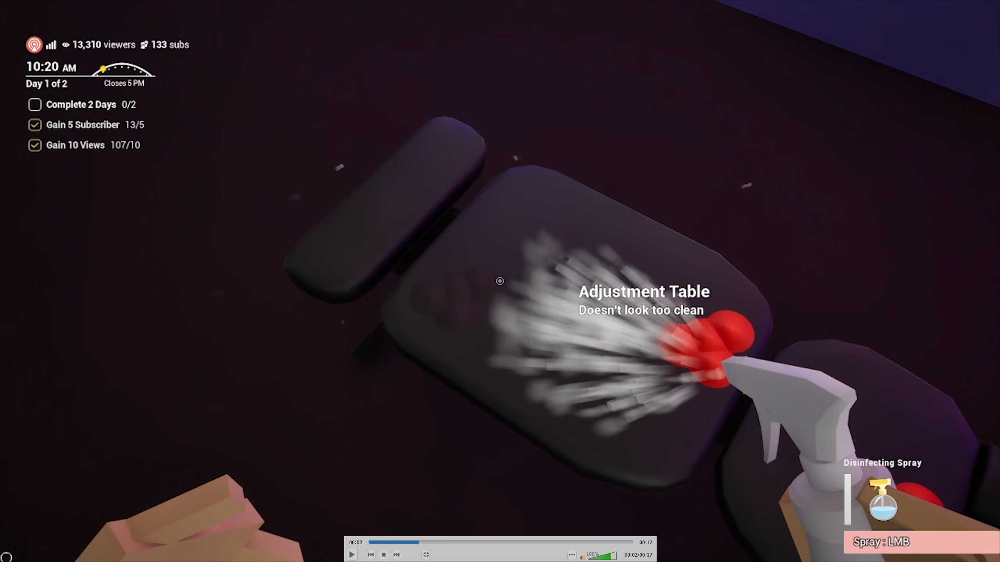 13,310 viewers 133 subs
10:20 AM
Day 1 of 2
Closes 5 PM
Complete 2 Days 0/2
Gain 5 Subscriber 13/5
Gain 10 Views 107/10
Adjustment Table
Doesn't look too clean
Disinfecting Spray
Spray : LMB
00:02
00:17
100%
00:02/00:17